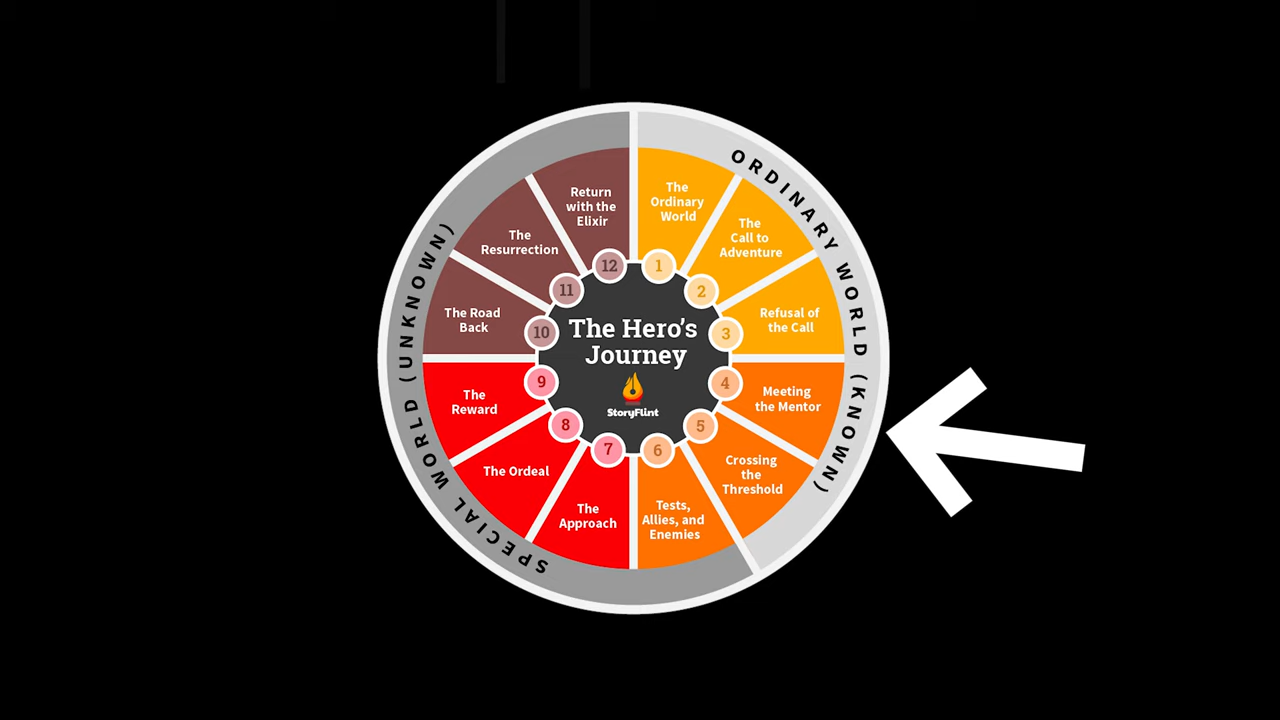 ORDINARY WORLD (KNOWN)
SPECIAL WORLD (UNKNOWN)
The Hero's
Journey
StoryFlint
1
The
Ordinary
World
2
The
Call to
Adventure
3
Refusal of
the Call
4
Meeting
the Mentor
5
Crossing
the
Threshold
6
Tests,
Allies, and
Enemies
7
The
Approach
8
The Ordeal
9
The
Reward
10
The Road
Back
11
The
Resurrection
12
Return
with the
Elixir